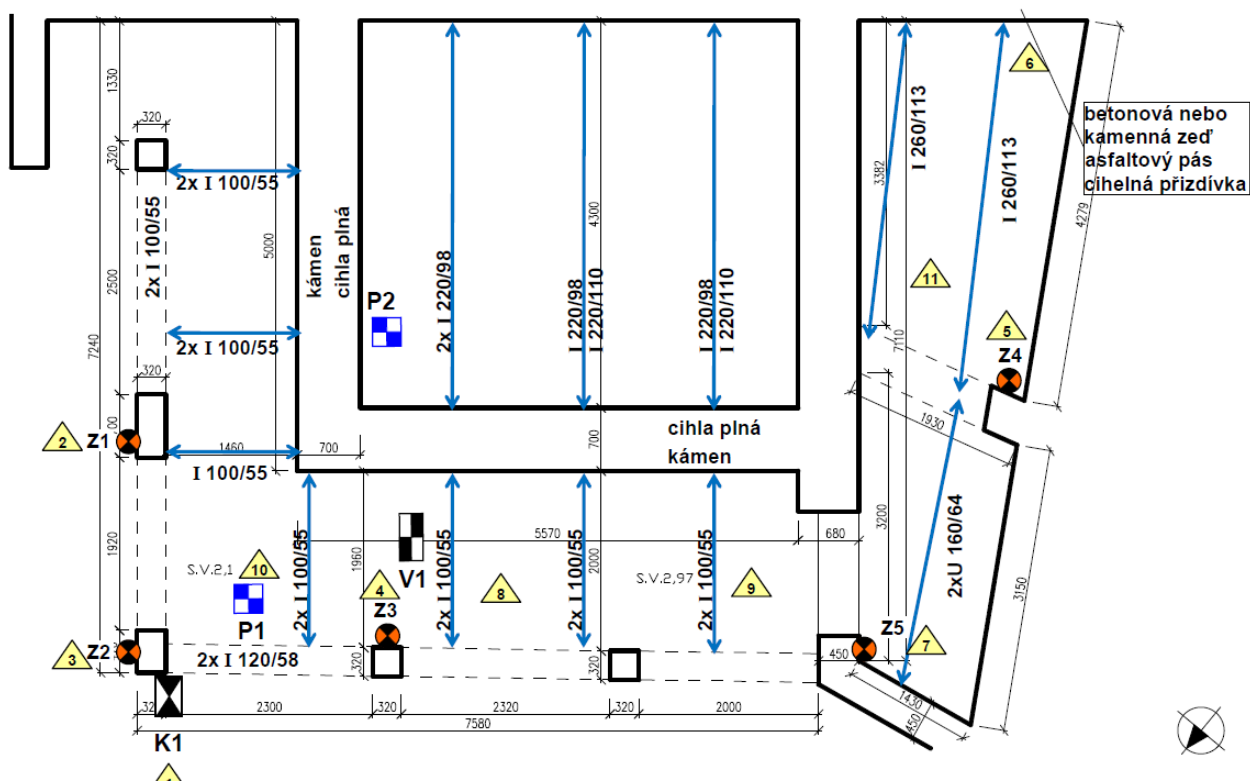 6
betonová nebo
kamenná zeď
asfaltový pás
cihelná přizdívka
1330
320
320
2x I 100/55
2x I 100/55
2500
7240
5000
kámen
cihla plná
P2
2x I 220/98
4300
I 220/98
I 220/110
I 220/98
I 220/110
3382
I 260/113
I 260/113
4279
11
7110
5
Z4
2x I 100/55
320
2
Z1
1460
700
I 100/55
700
cihla plná
kámen
1930
1920
S.V.2,1
10
P1
2x I 100/55
1960
V1
4
Z3
2x I 100/55
8
5570
2x I 100/55
2000
S.V.2,97
2x I 100/55
9
680
3200
2xU 160/64
3150
3
Z2
2x I 120/58
320
320
Z5
7
450
1430
450
2300
320
2320
320
2000
7580
K1